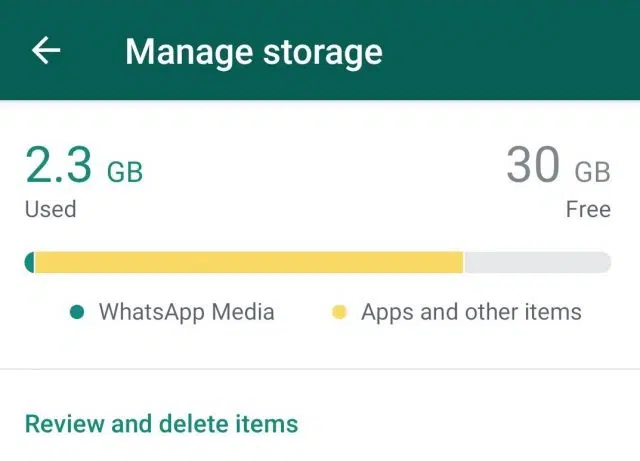 Manage storage
2.3 GB
30 GB
Used
Free
WhatsApp Media
Apps and other items
Review and delete items